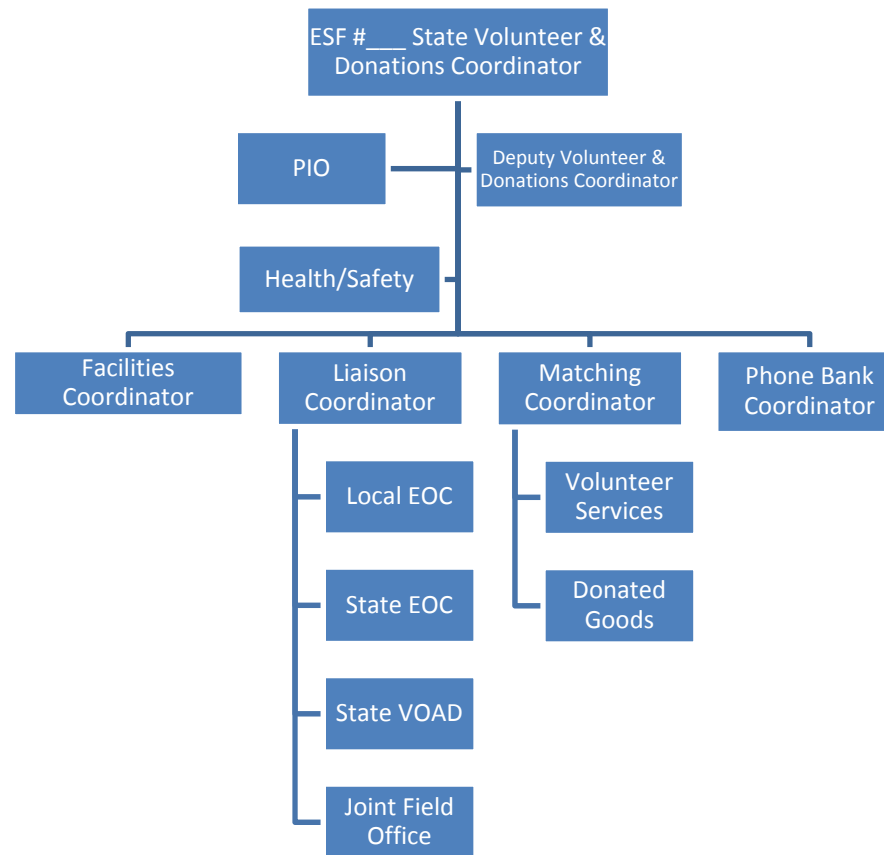 ESF #___ State Volunteer &
Donations Coordinator
PIO
Deputy Volunteer &
Donations Coordinator
Health/Safety
Facilities
Coordinator
Liaison
Coordinator
Matching
Coordinator
Phone Bank
Coordinator
Local EOC
State EOC
State VOAD
Joint Field
Office
Volunteer
Services
Donated
Goods